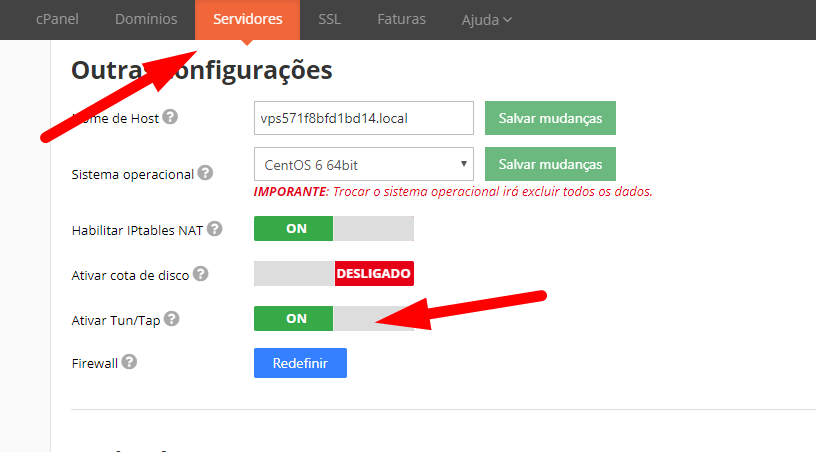 cPanel Domínios Servidores SSL Faturas Ajuda
Outra onfigurações
ome de Host vps571f8bfd1bd14.local Salvar mudanças
Sistema operacional CentOS 6 64bit Salvar mudanças
IMPORANTE: Trocar o sistema operacional irá excluir todos os dados.
Habilitar IPtables NAT ON
Ativar cota de disco DESLIGADO
Ativar Tun/Tap ON
Firewall Redefinir